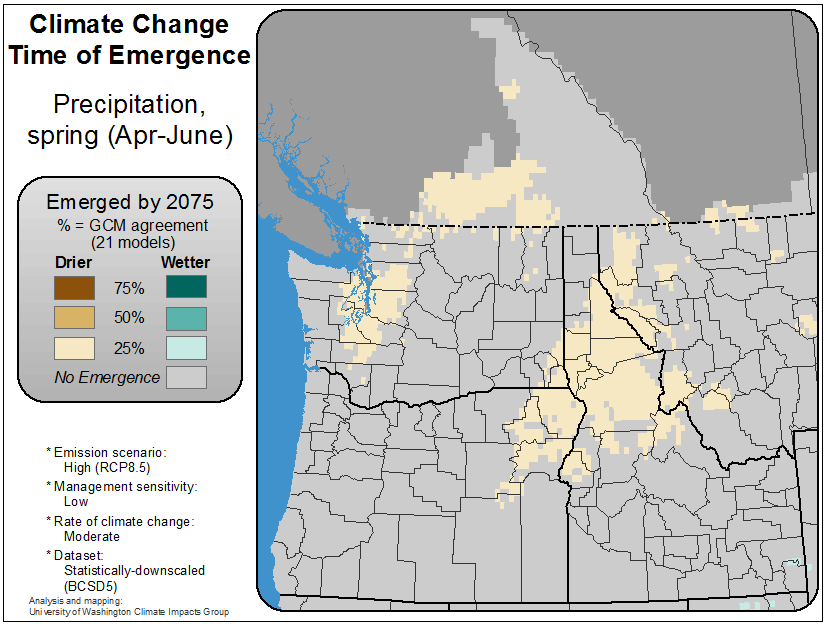 Climate Change
Time of Emergence
Precipitation,
spring (Apr-June)
Emerged by 2075
% = GCM agreement
(21 models)
Drier Wetter
75%
50%
25%
No Emergence
* Emission scenario:
High (RCP8.5)
* Management sensitivity:
Low
* Rate of climate change:
Moderate
* Dataset:
Statistically-downscaled
(BCSD5)
Analysis and mapping:
University of Washington Climate Impacts Group